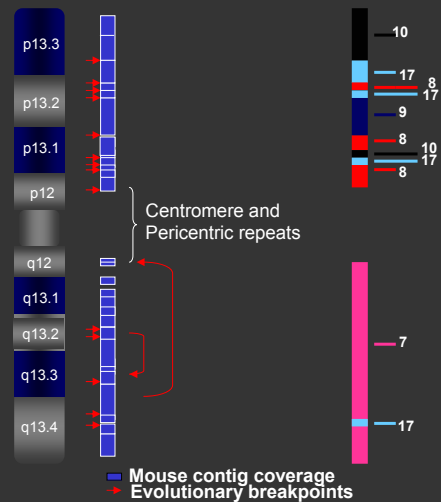 p13.3
p13.2
p13.1
p12
q12
q13.1
q13.2
q13.3
q13.4
Centromere and
Pericentric repeats
10
17
8
17
9
8
10
17
8
7
17
Mouse contig coverage
Evolutionary breakpoints